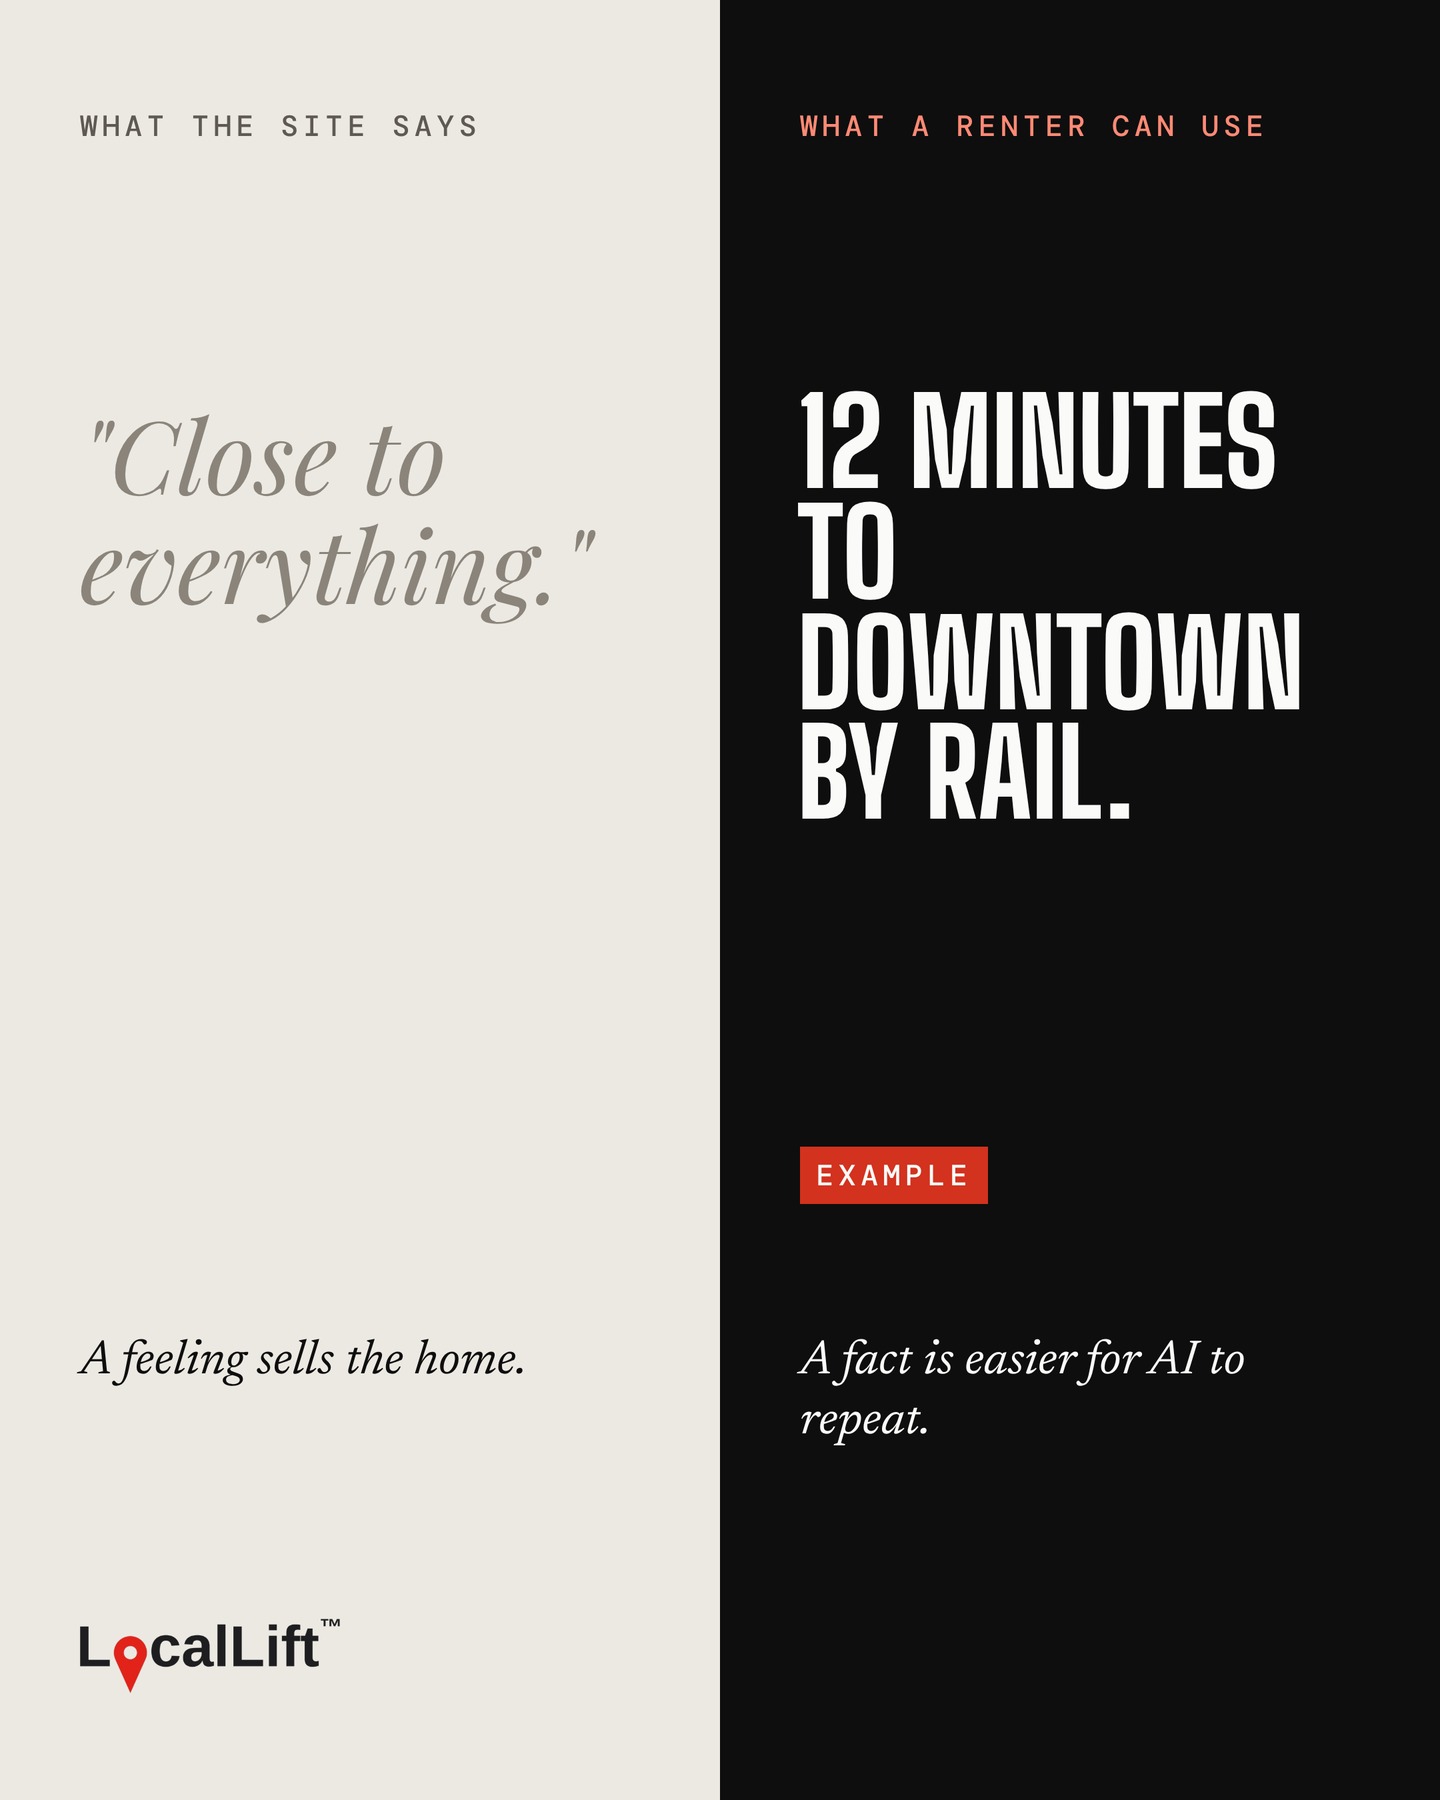 WHAT THE SITE SAYS
"Close to
everything."
A feeling sells the home.
LocalLift™
WHAT A RENTER CAN USE
12 MINUTES
TO
DOWNTOWN
BY RAIL.
EXAMPLE
A fact is easier for AI to
repeat.